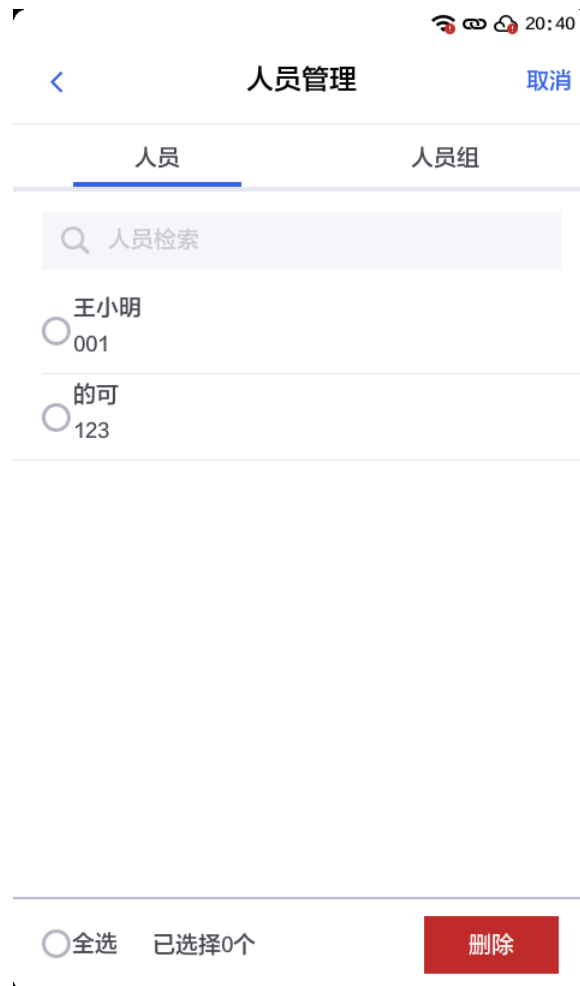 20:40
人员管理
取消
人员
人员组
人员检索
王小明
001
的可
123
全选
已选择0个
删除